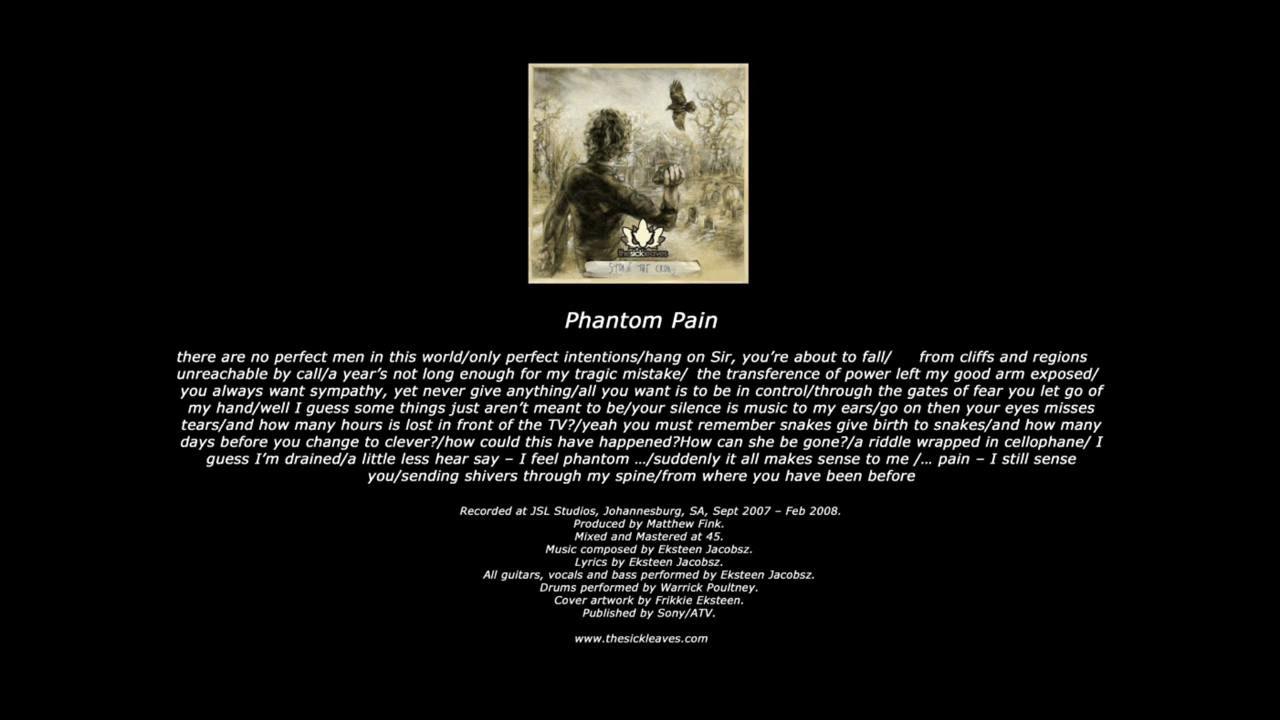 thesickleaves
STONE THE CROW
Phantom Pain
there are no perfect men in this world/only perfect intentions/hang on Sir, you’re about to fall/ from cliffs and regions
unreachable by call/a year’s not long enough for my tragic mistake/ the transference of power left my good arm exposed/
you always want sympathy, yet never give anything/all you want is to be in control/through the gates of fear you let go of
my hand/well I guess some things just aren’t meant to be/your silence is music to my ears/go on then your eyes misses
tears/and how many hours is lost in front of the TV?/yeah you must remember snakes give birth to snakes/and how many
days before you change to clever?/how could this have happened?How can she be gone?/a riddle wrapped in cellophane/ I
guess I’m drained/a little less hear say – I feel phantom …/suddenly it all makes sense to me /… pain – I still sense
you/sending shivers through my spine/from where you have been before
Recorded at JSL Studios, Johannesburg, SA, Sept 2007 – Feb 2008.
Produced by Matthew Fink.
Mixed and Mastered at 45.
Music composed by Eksteen Jacobsz.
Lyrics by Eksteen Jacobsz.
All guitars, vocals and bass performed by Eksteen Jacobsz.
Drums performed by Warrick Poultney.
Cover artwork by Frikkie Eksteen.
Published by Sony/ATV.
www.thesickleaves.com